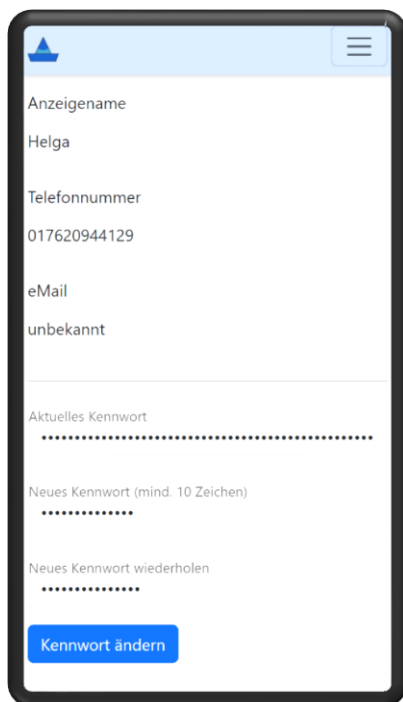 Anzeigename
Helga
Telefonnummer
017620944129
eMail
unbekannt
Aktuelles Kennwort
••••••••••••••••••••••••••••••••••••••••••••••••••
Neues Kennwort (mind. 10 Zeichen)
••••••••••••••
Neues Kennwort wiederholen
•••••••••••••••
Kennwort ändern